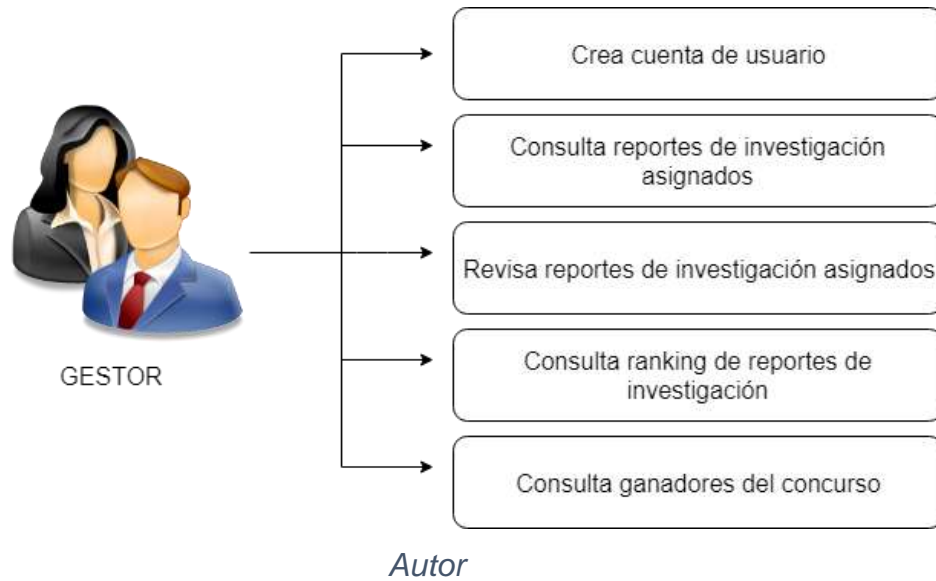 Crea cuenta de usuario
Consulta reportes de investigación
asignados
Revisa reportes de investigación asignados
Consulta ranking de reportes de
investigación
Consulta ganadores del concurso
GESTOR
Autor